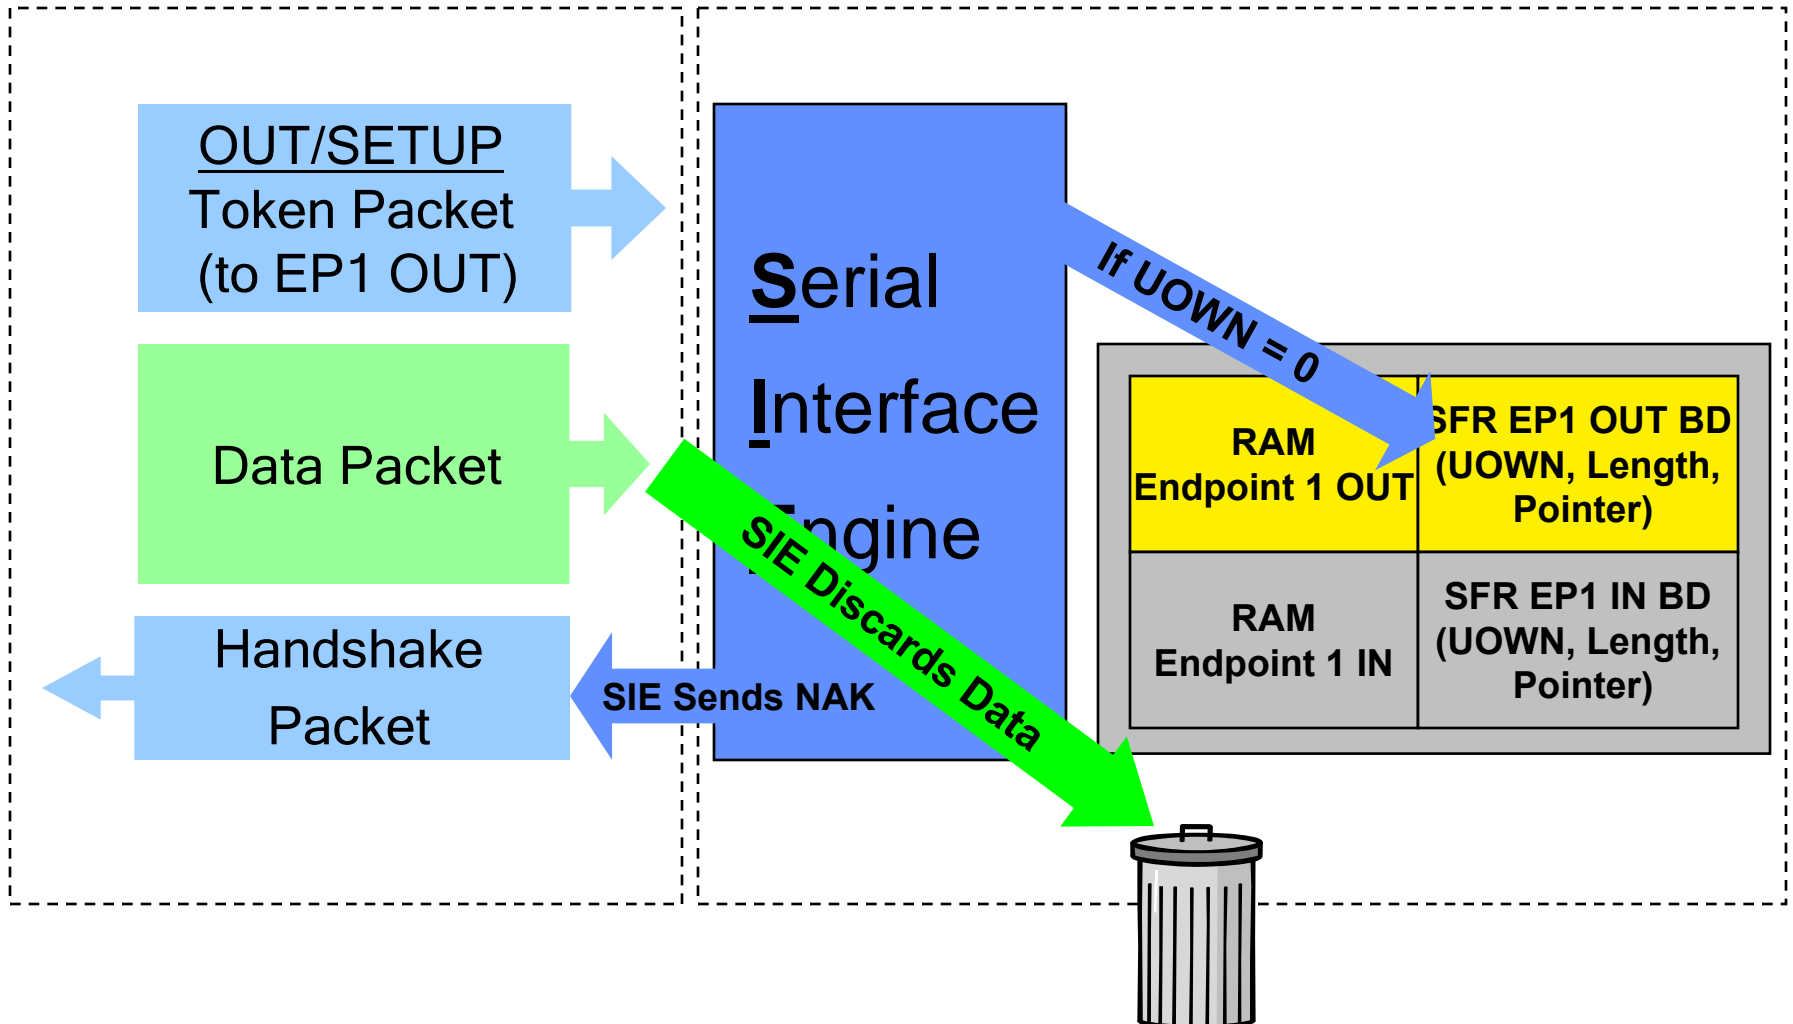 OUT/SETUP
Token Packet
(to EP1 OUT)
Data Packet
Handshake
Packet
Serial
Interface
Engine
If UOWN = 0
SIE Discards Data
SIE Sends NAK
RAM
Endpoint 1 OUT
SFR EP1 OUT BD
(UOWN, Length,
Pointer)
RAM
Endpoint 1 IN
SFR EP1 IN BD
(UOWN, Length,
Pointer)